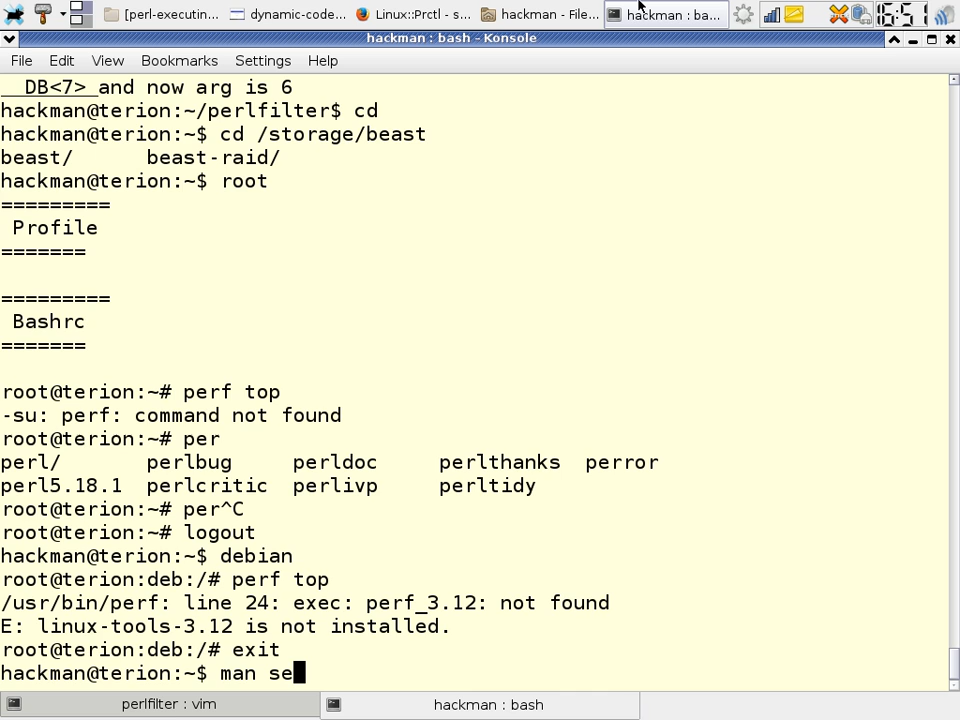 [perl-executin... dynamic-code... Linux::Prctl - s... hackman - File... hackman : ba... 16:51
hackman : bash - Konsole
File Edit View Bookmarks Settings Help
DB<7> and now arg is 6
hackman@terion:~/perlfilter$ cd
hackman@terion:~$ cd /storage/beast
beast/ beast-raid/
hackman@terion:~$ root
=========
Profile
=======
=========
Bashrc
=======
root@terion:~# perf top
-su: perf: command not found
root@terion:~# per
perl/ perlbug perldoc perlthanks perror
perl5.18.1 perlcritic perlivp perltidy
root@terion:~# per^C
root@terion:~# logout
hackman@terion:~$ debian
root@terion:deb:/# perf top
/usr/bin/perf: line 24: exec: perf_3.12: not found
E: linux-tools-3.12 is not installed.
root@terion:deb:/# exit
hackman@terion:~$ man se
perlfilter : vim hackman : bash